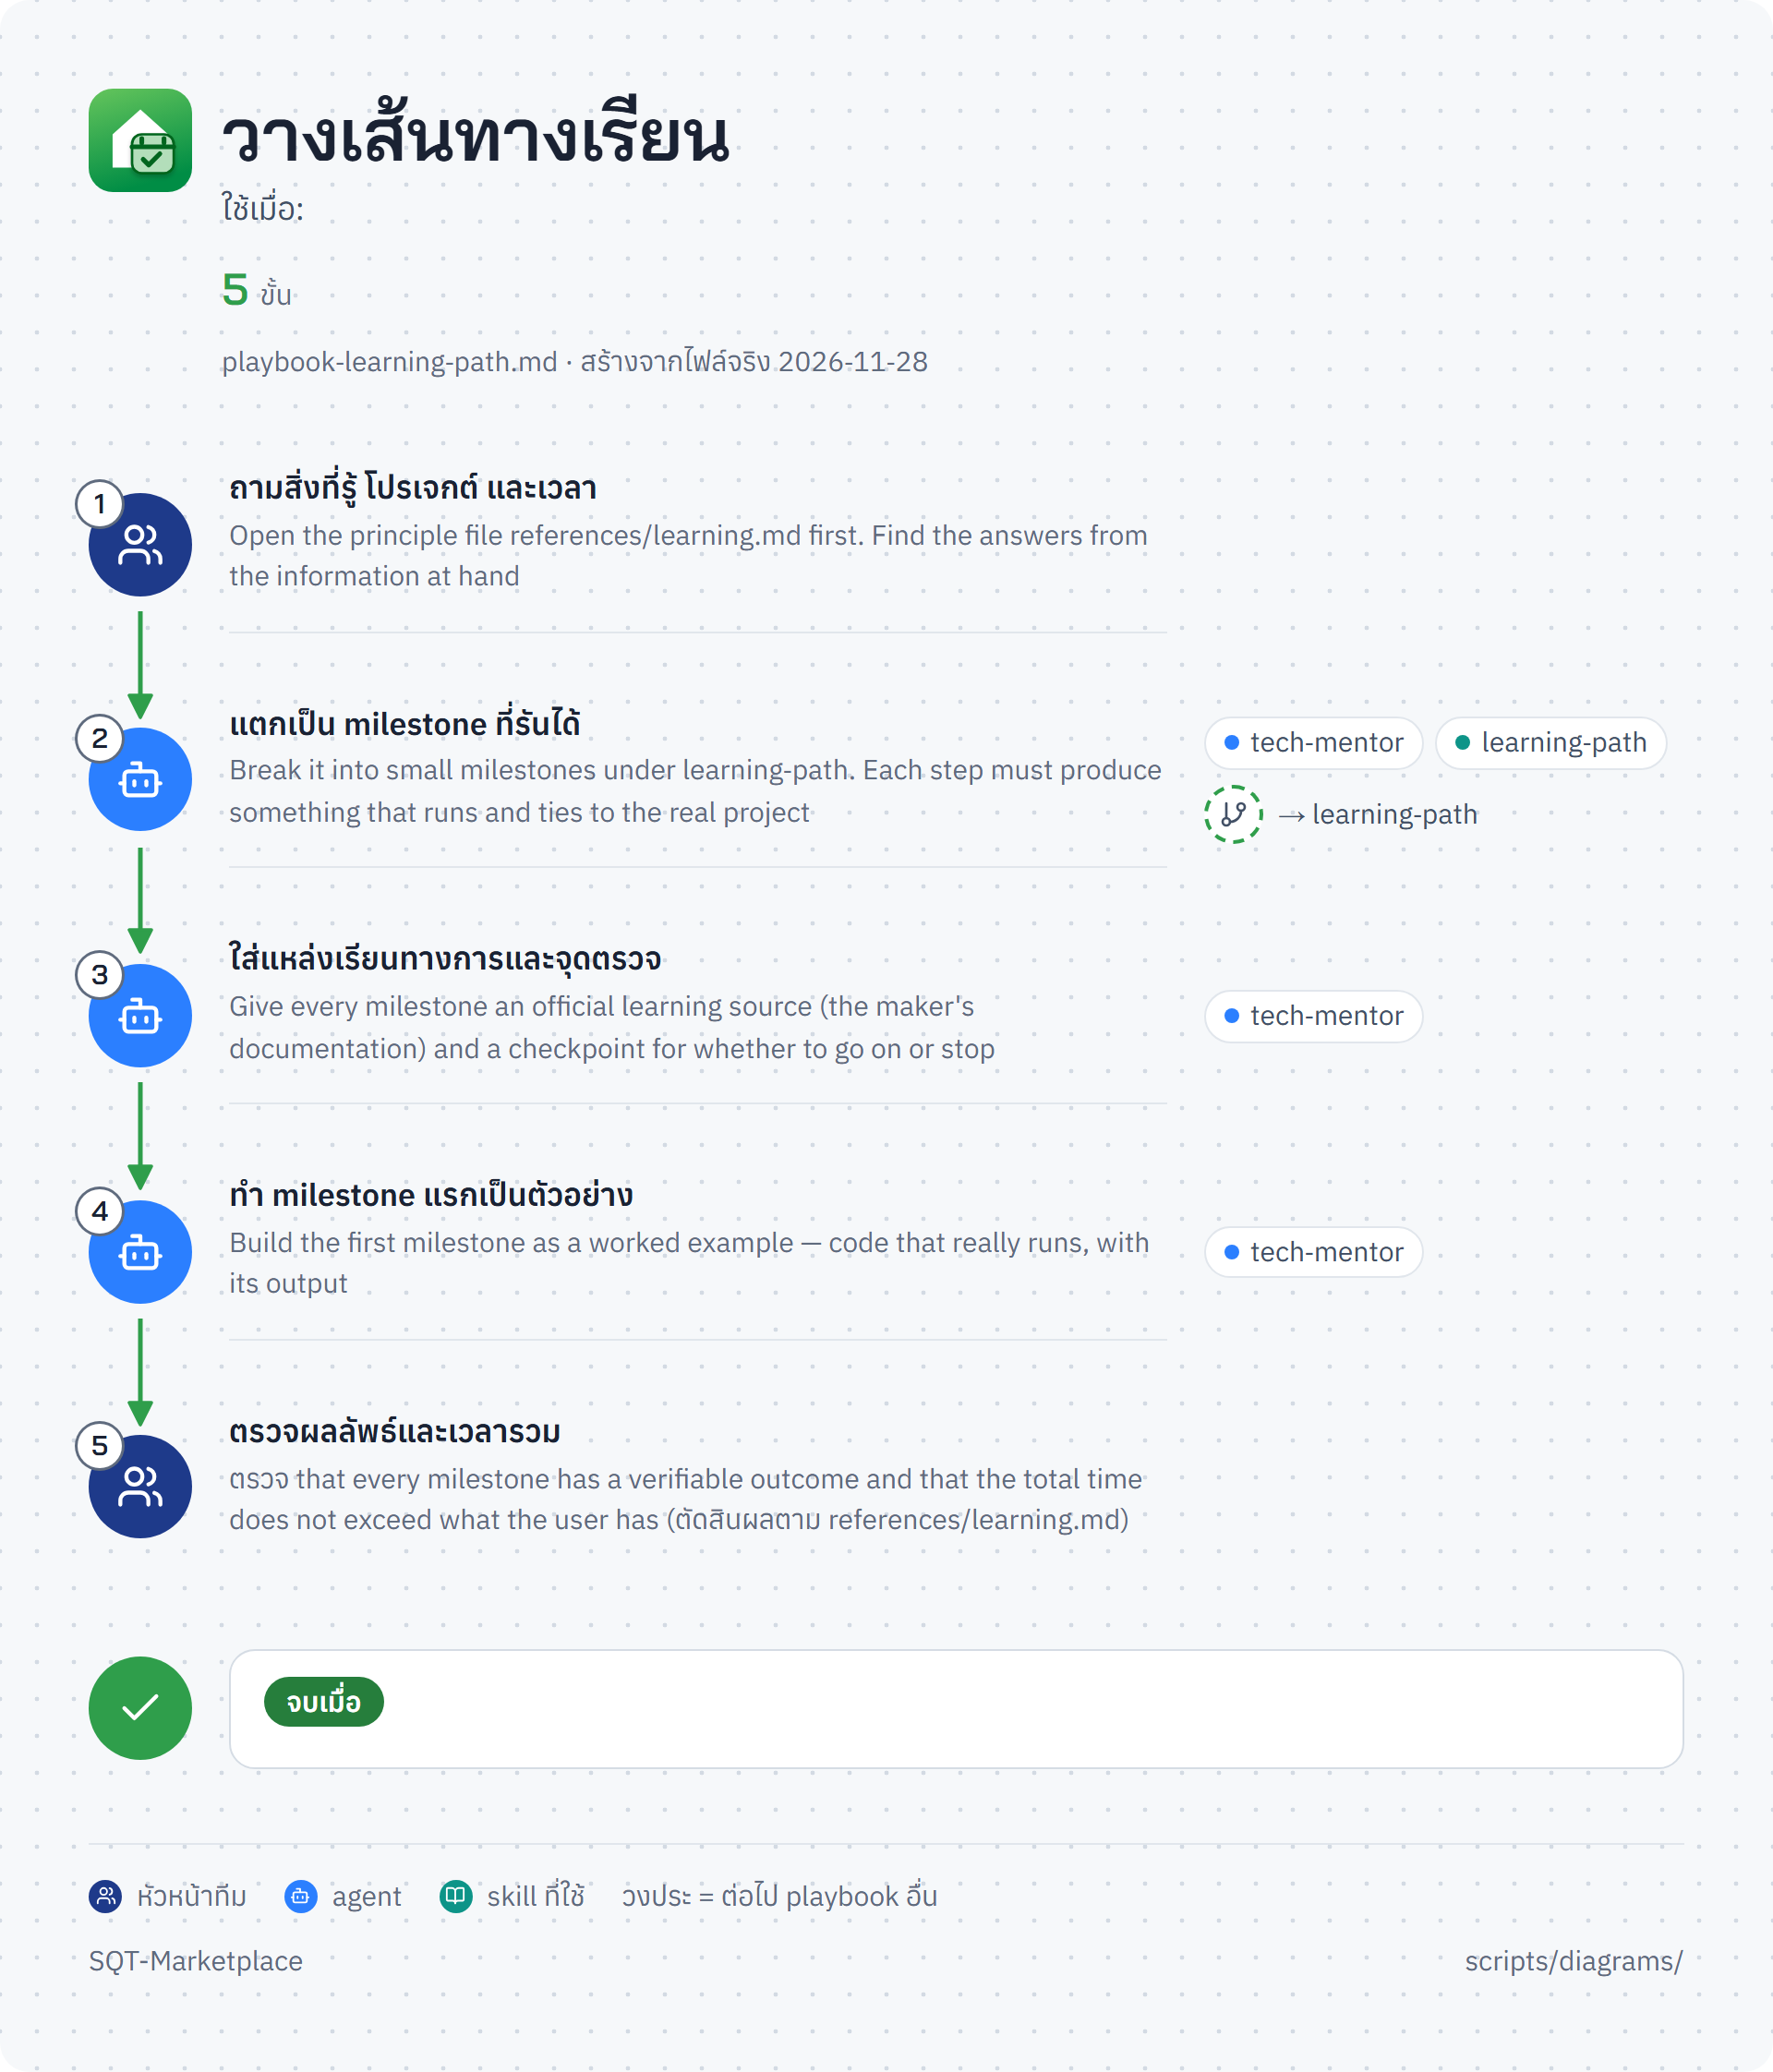 วางเส้นทางเรียน
ใช้เมื่อ:
5 ขั้น
playbook-learning-path.md · สร้างจากไฟล์จริง 2026-11-28
1
ถามสิ่งที่รู้ โปรเจกต์ และเวลา
Open the principle file references/learning.md first. Find the answers from
the information at hand
2
แตกเป็น milestone ที่รันได้
Break it into small milestones under learning-path. Each step must produce
something that runs and ties to the real project
tech-mentor learning-path
→ learning-path
3
ใส่แหล่งเรียนทางการและจุดตรวจ
Give every milestone an official learning source (the maker's
documentation) and a checkpoint for whether to go on or stop
tech-mentor
4
ทำ milestone แรกเป็นตัวอย่าง
Build the first milestone as a worked example — code that really runs, with
its output
tech-mentor
5
ตรวจผลลัพธ์และเวลารวม
ตรวจ that every milestone has a verifiable outcome and that the total time
does not exceed what the user has (ตัดสินผลตาม references/learning.md)
จบเมื่อ
หัวหน้าทีม agent skill ที่ใช้ วงประ = ต่อไป playbook อื่น
SQT-Marketplace scripts/diagrams/